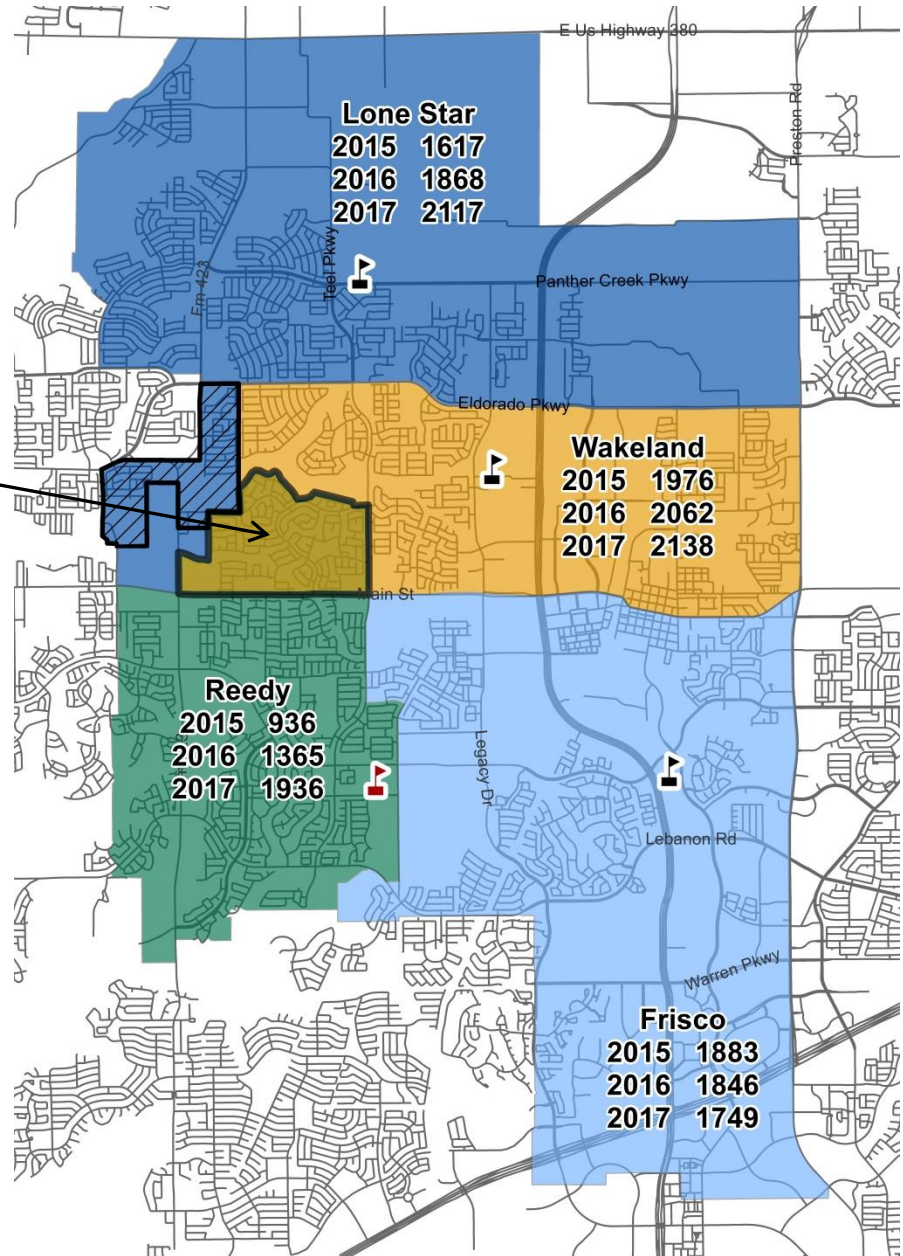 E Us Highway 380
Preston Rd
Lone Star
2015 1617
2016 1868
2017 2117
Teel Pkwy
Fm 423
Panther Creek Pkwy
Eldorado Pkwy
Wakeland
2015 1976
2016 2062
2017 2138
Main St
Reedy
2015 936
2016 1365
2017 1936
Legacy Dr
Lebanon Rd
Warren Pkwy
Frisco
2015 1883
2016 1846
2017 1749